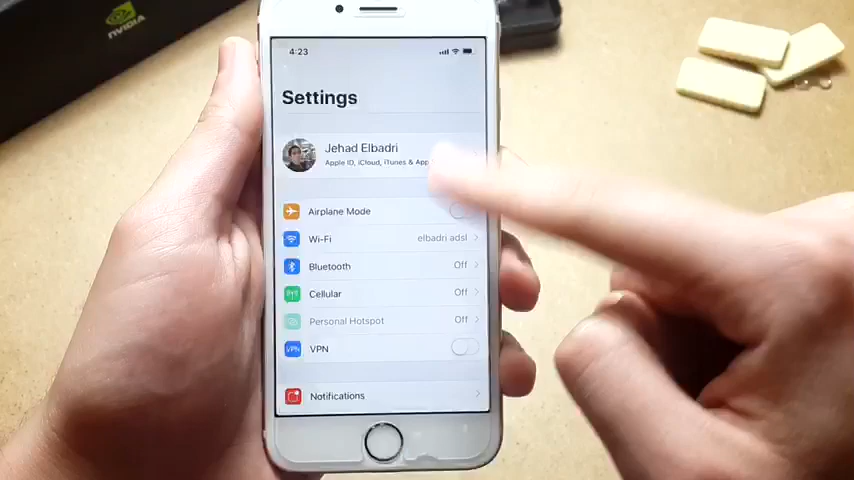 NVIDIA
4:23
Settings
Jehad Elbadri
Apple ID, iCloud, iTunes & App
Airplane Mode
Wi-Fi elbadri adsl
Bluetooth Off
Cellular Off
Personal Hotspot Off
VPN VPN
Notifications